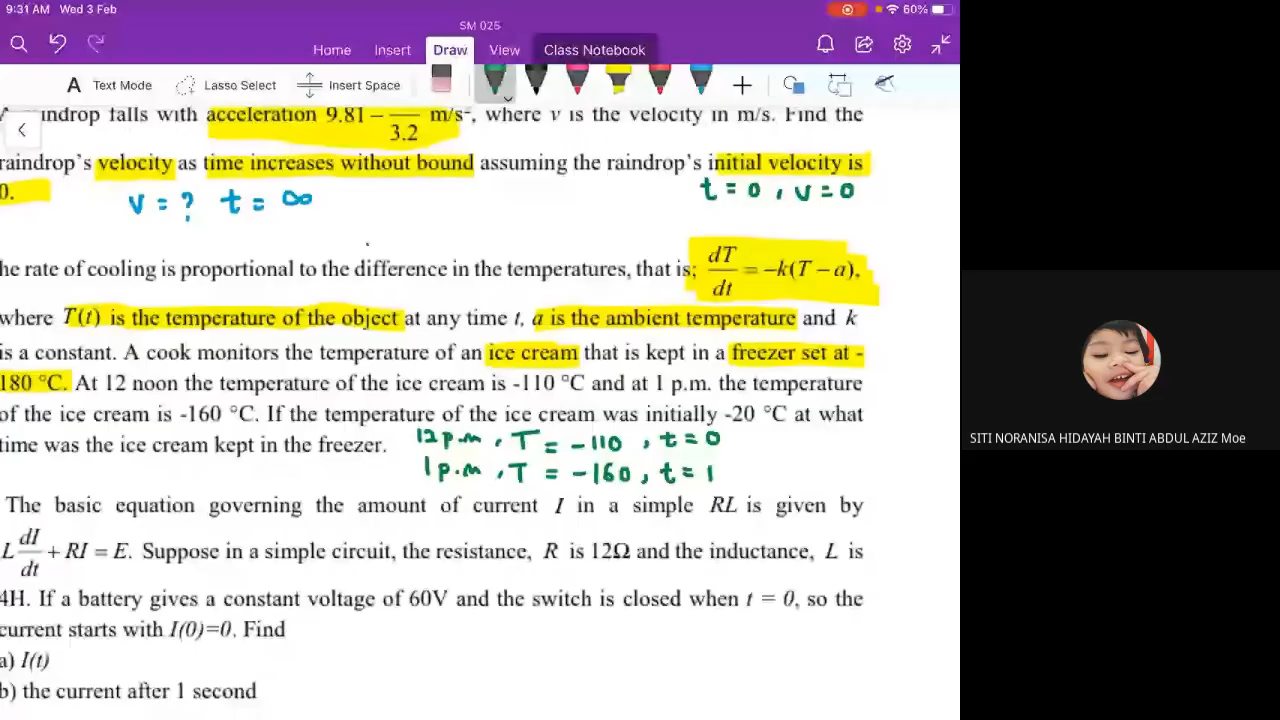 9:31 AM Wed 3 Feb
60%
SM 025
Home Insert Draw View Class Notebook
A Text Mode Lasso Select Insert Space
indrop falls with acceleration 9.81 − /3.2 m/s², where v is the velocity in m/s. Find the
raindrop's velocity as time increases without bound assuming the raindrop's initial velocity is
0.
v = ? t = ∞
t = 0, v = 0
he rate of cooling is proportional to the difference in the temperatures, that is; dT/dt = −k(T − a),
where T(t) is the temperature of the object at any time t, a is the ambient temperature and k
is a constant. A cook monitors the temperature of an ice cream that is kept in a freezer set at -
180 °C. At 12 noon the temperature of the ice cream is -110 °C and at 1 p.m. the temperature
of the ice cream is -160 °C. If the temperature of the ice cream was initially -20 °C at what
time was the ice cream kept in the freezer.
12 p.m, T = −110, t = 0
1 p.m, T = −160, t = 1
The basic equation governing the amount of current I in a simple RL is given by
L dI/dt + RI = E. Suppose in a simple circuit, the resistance, R is 12Ω and the inductance, L is
4H. If a battery gives a constant voltage of 60V and the switch is closed when t = 0, so the
current starts with I(0)=0. Find
a) I(t)
b) the current after 1 second
SITI NORANISA HIDAYAH BINTI ABDUL AZIZ Moe